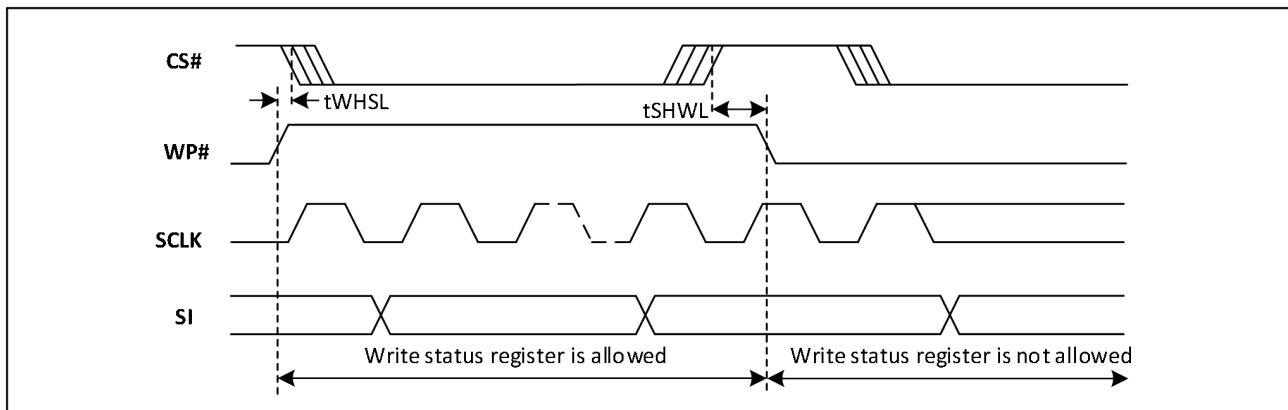 CS#
tWHSL
tSHWL
WP#
SCLK
SI
Write status register is allowed
Write status register is not allowed